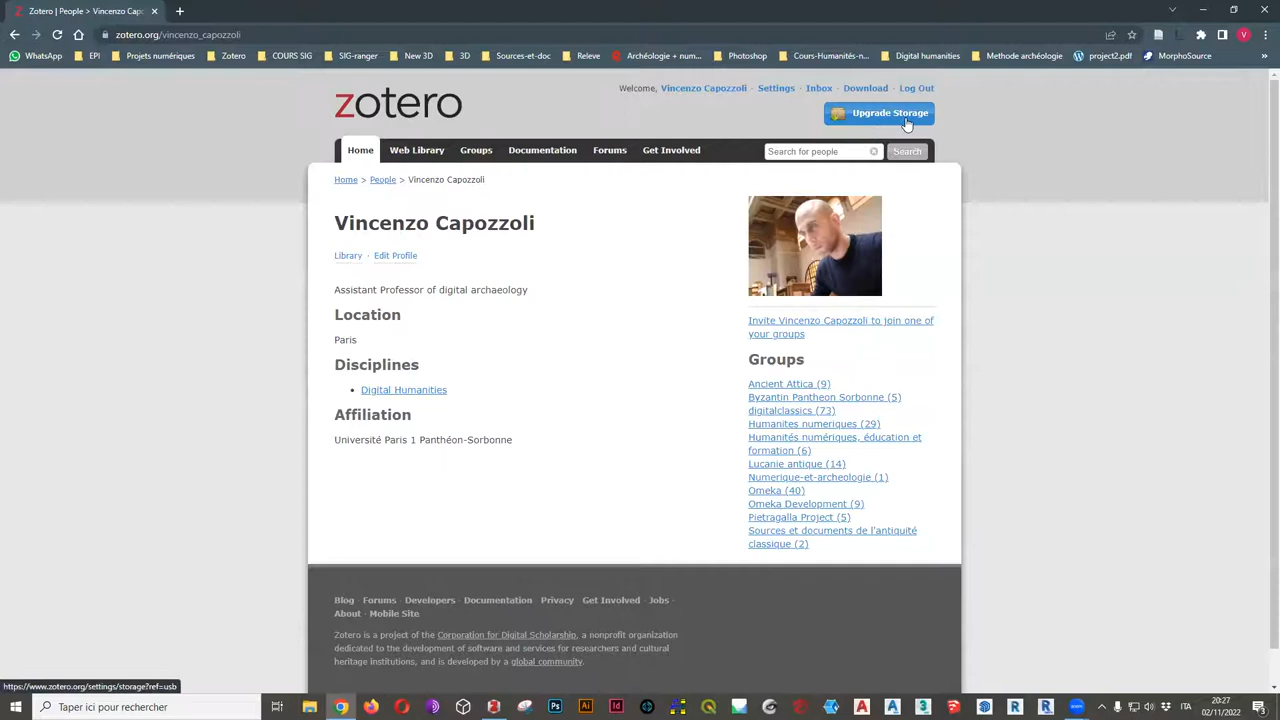 Zotero | People > Vincenzo Capoz
zotero.org/vincenzo_capozzoli
WhatsApp EPI Projets numériques COURS SIG SIG-ranger New 3D 3D Sources-et-doc Releve Archéologie + num... Photoshop Cours-Humanités-n... Digital humanities Methode archeologie project2.pdf MorphoSource
Welcome, Vincenzo Capozzoli · Settings · Inbox · Download · Log Out
zotero
Upgrade Storage
Home Web Library Groups Documentation Forums Get Involved Search for people Search
Home > People > Vincenzo Capozzoli
Vincenzo Capozzoli
Library · Edit Profile
Assistant Professor of digital archaeology
Location
Paris
Disciplines
• Digital Humanities
Affiliation
Université Paris 1 Panthéon-Sorbonne
Invite Vincenzo Capozzoli to join one of
your groups
Groups
Ancient Attica (9)
Byzantin Pantheon Sorbonne (5)
digitalclassics (73)
Humanites numeriques (29)
Humanités numériques, éducation et
formation (6)
Lucanie antique (14)
Numerique-et-archeologie (1)
Omeka (40)
Omeka Development (9)
Pietragalla Project (5)
Sources et documents de l'antiquité
classique (2)
Blog · Forums · Developers · Documentation · Privacy · Get Involved · Jobs ·
About · Mobile Site
Zotero is a project of the Corporation for Digital Scholarship, a nonprofit organization
dedicated to the development of software and services for researchers and cultural
heritage institutions, and is developed by a global community.
https://www.zotero.org/settings/storage?ref=usb
Taper ici pour rechercher
ITA
20:27
02/11/2022